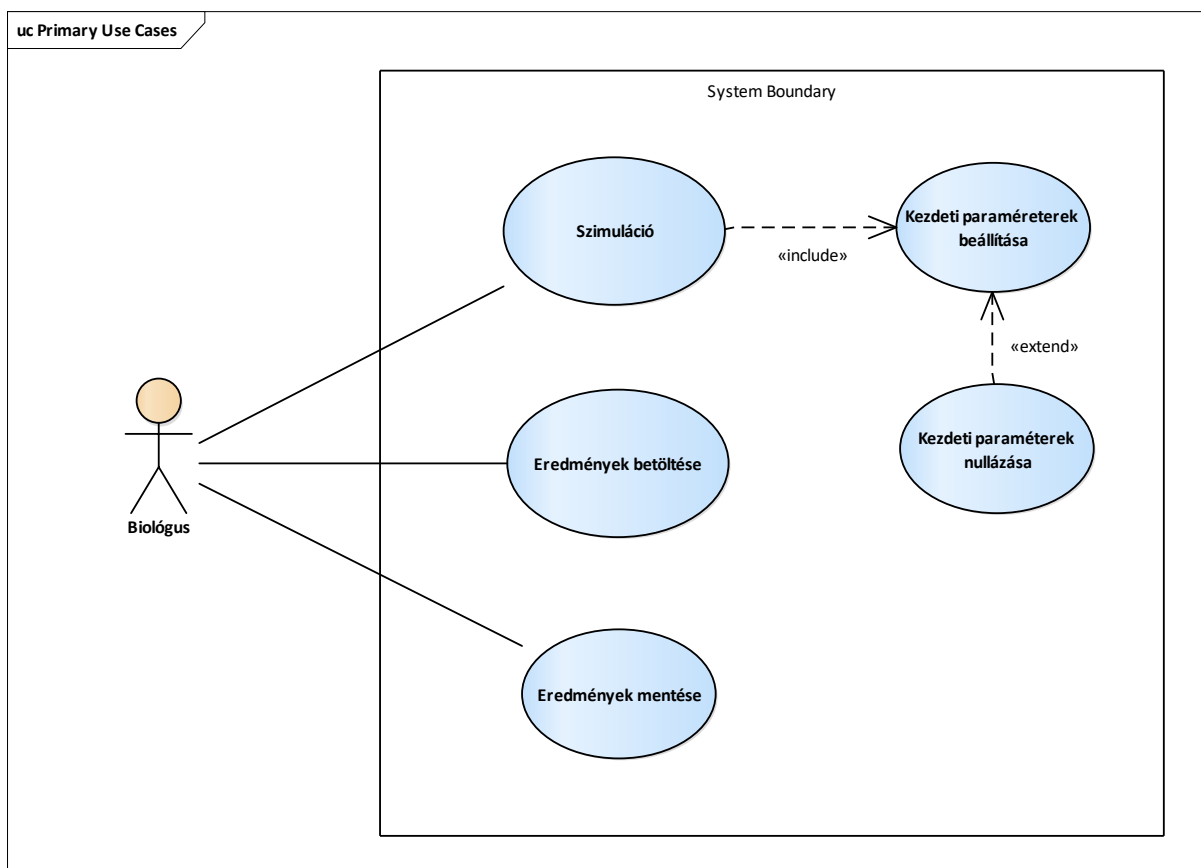 uc Primary Use Cases
System Boundary
Szimuláció
«include»
Kezdeti paraméreterek
beállítása
«extend»
Kezdeti paraméterek
nullázása
Eredmények betöltése
Biológus
Eredmények mentése